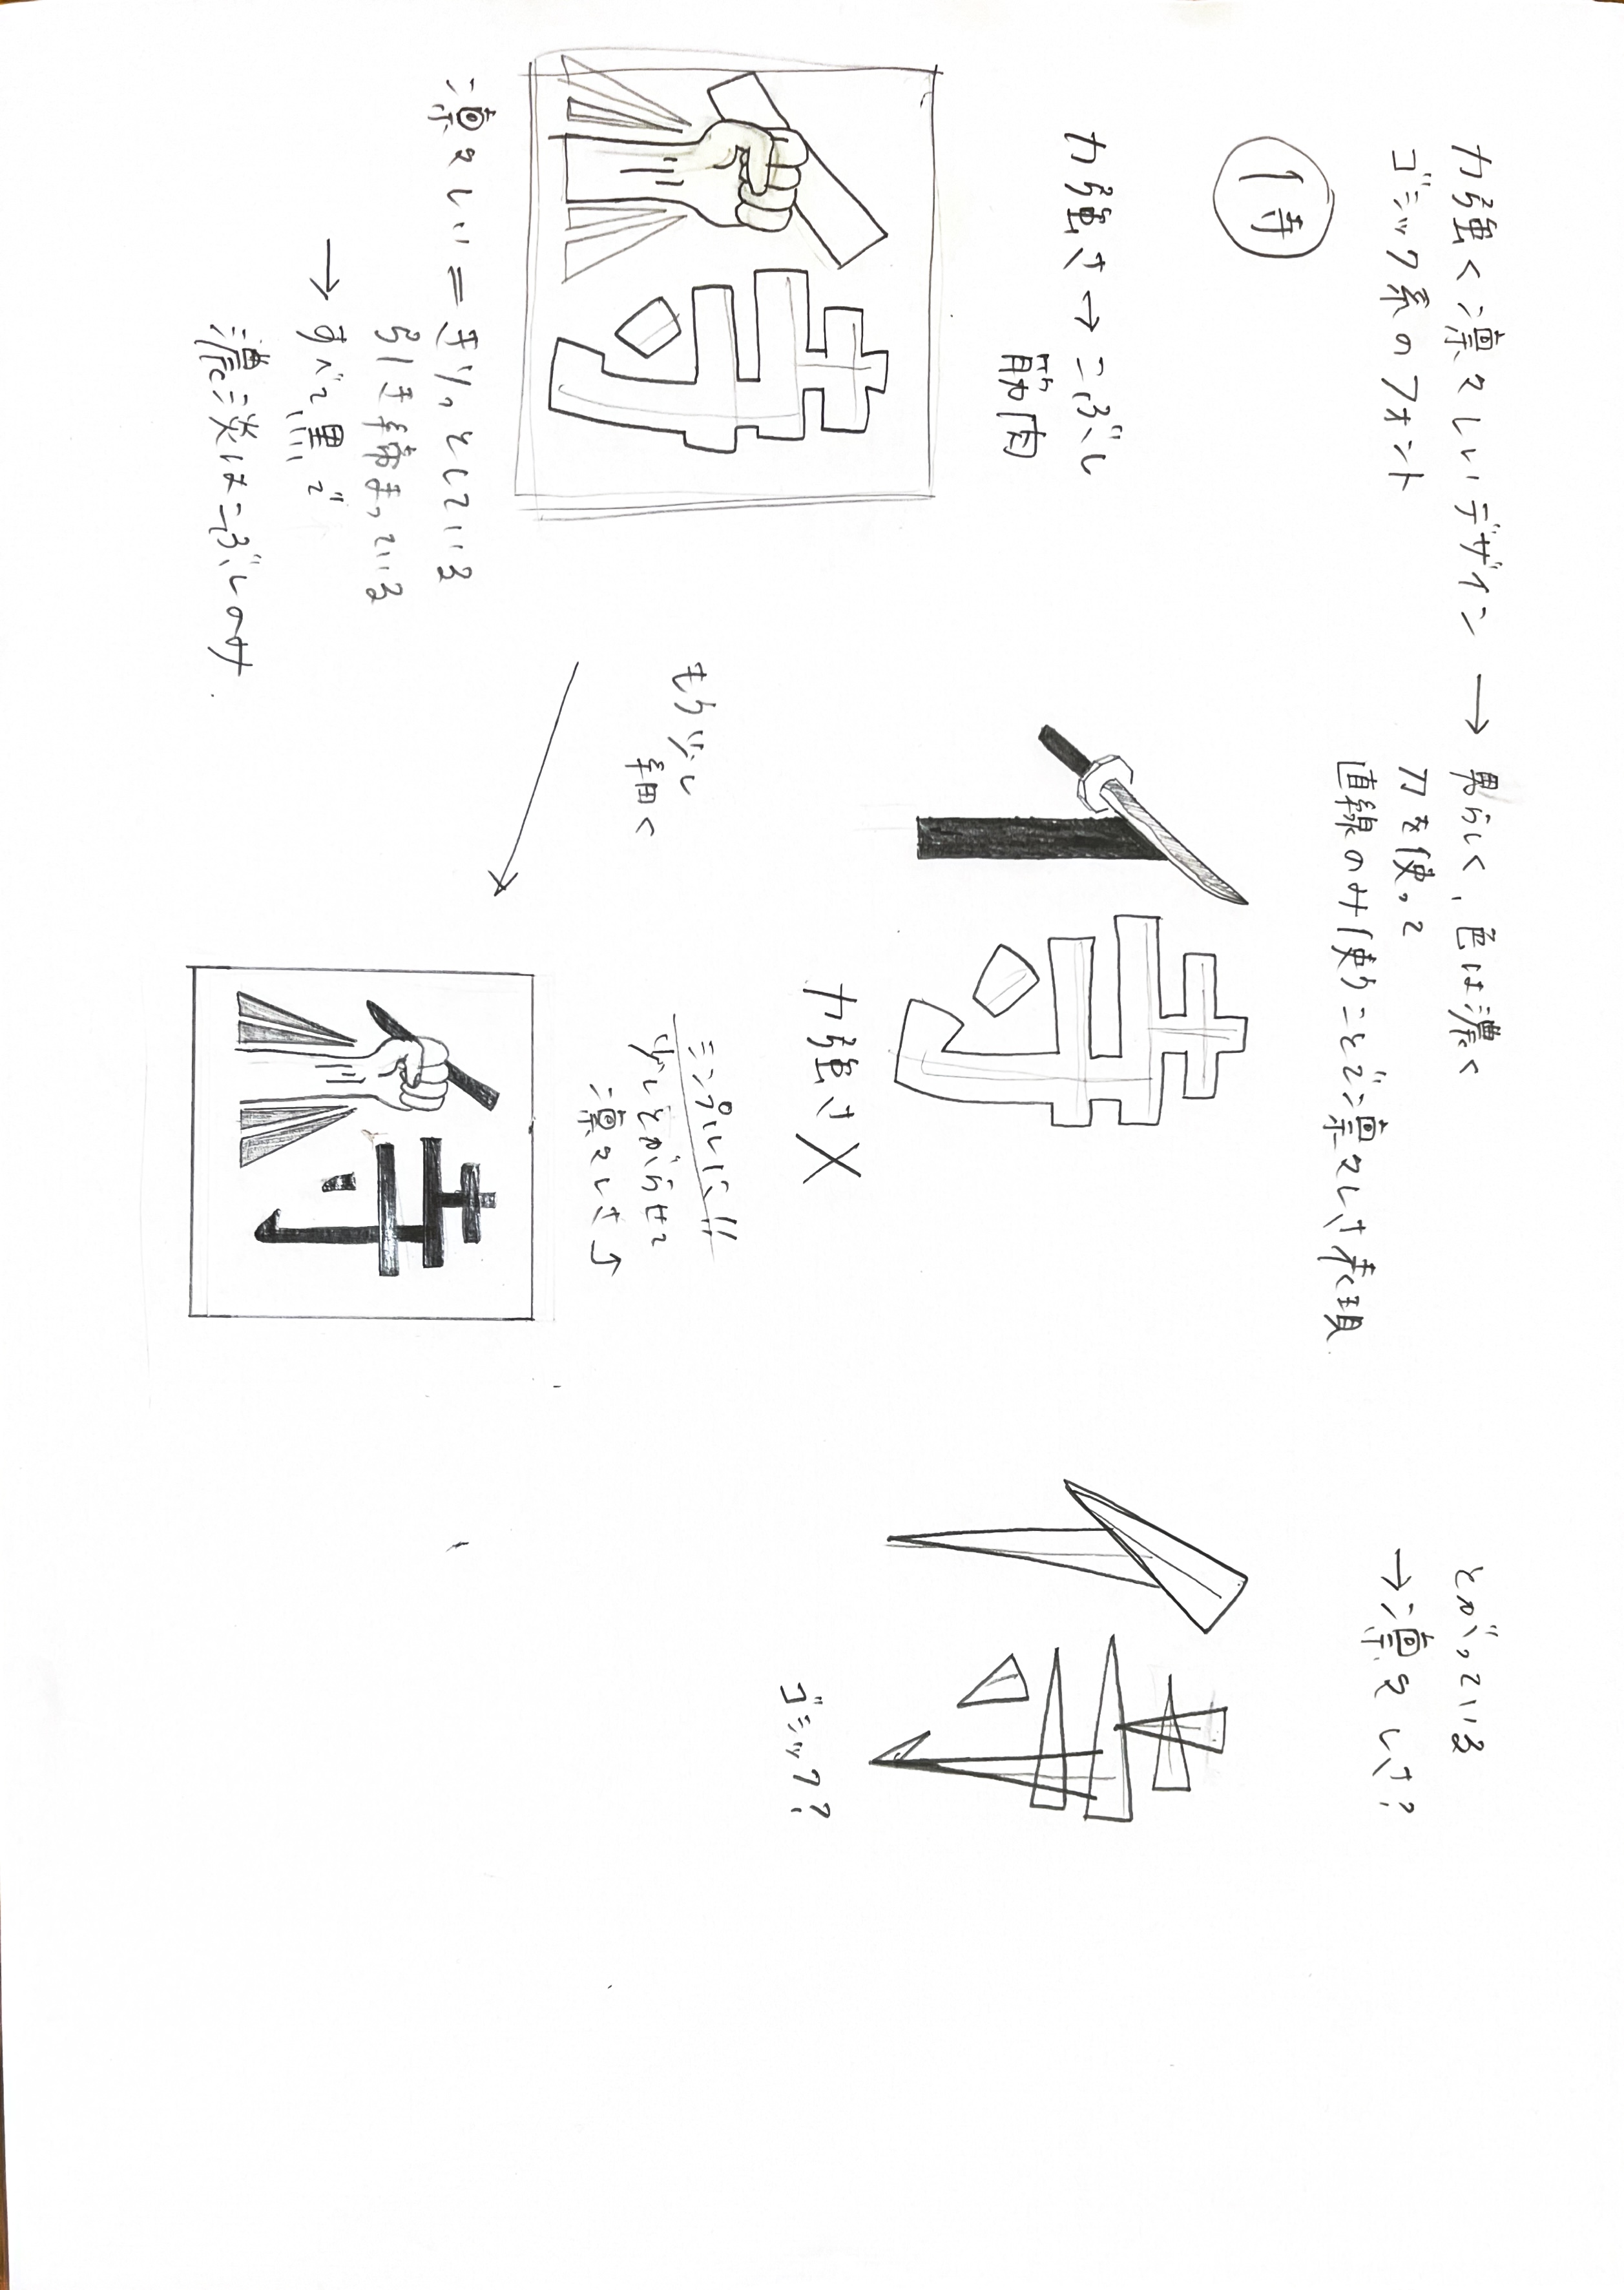 力強く凛々しいデザイン → 男らしく、色は濃く
ゴシック系のフォント
刀を使って
直線のみ使うことで凛々しさ表現
とがっている
→凛々しさ?
侍
侍
侍
力強さ→こぶし
筋肉
侍
力強さ×
ゴシック?
もう少し
細く
シンプルに!!
少しとがらせて
凛々しさ↑
侍
凛々しい=きりっとしている
引き締まっている
→すべて黒で
濃淡はこぶしのみ.